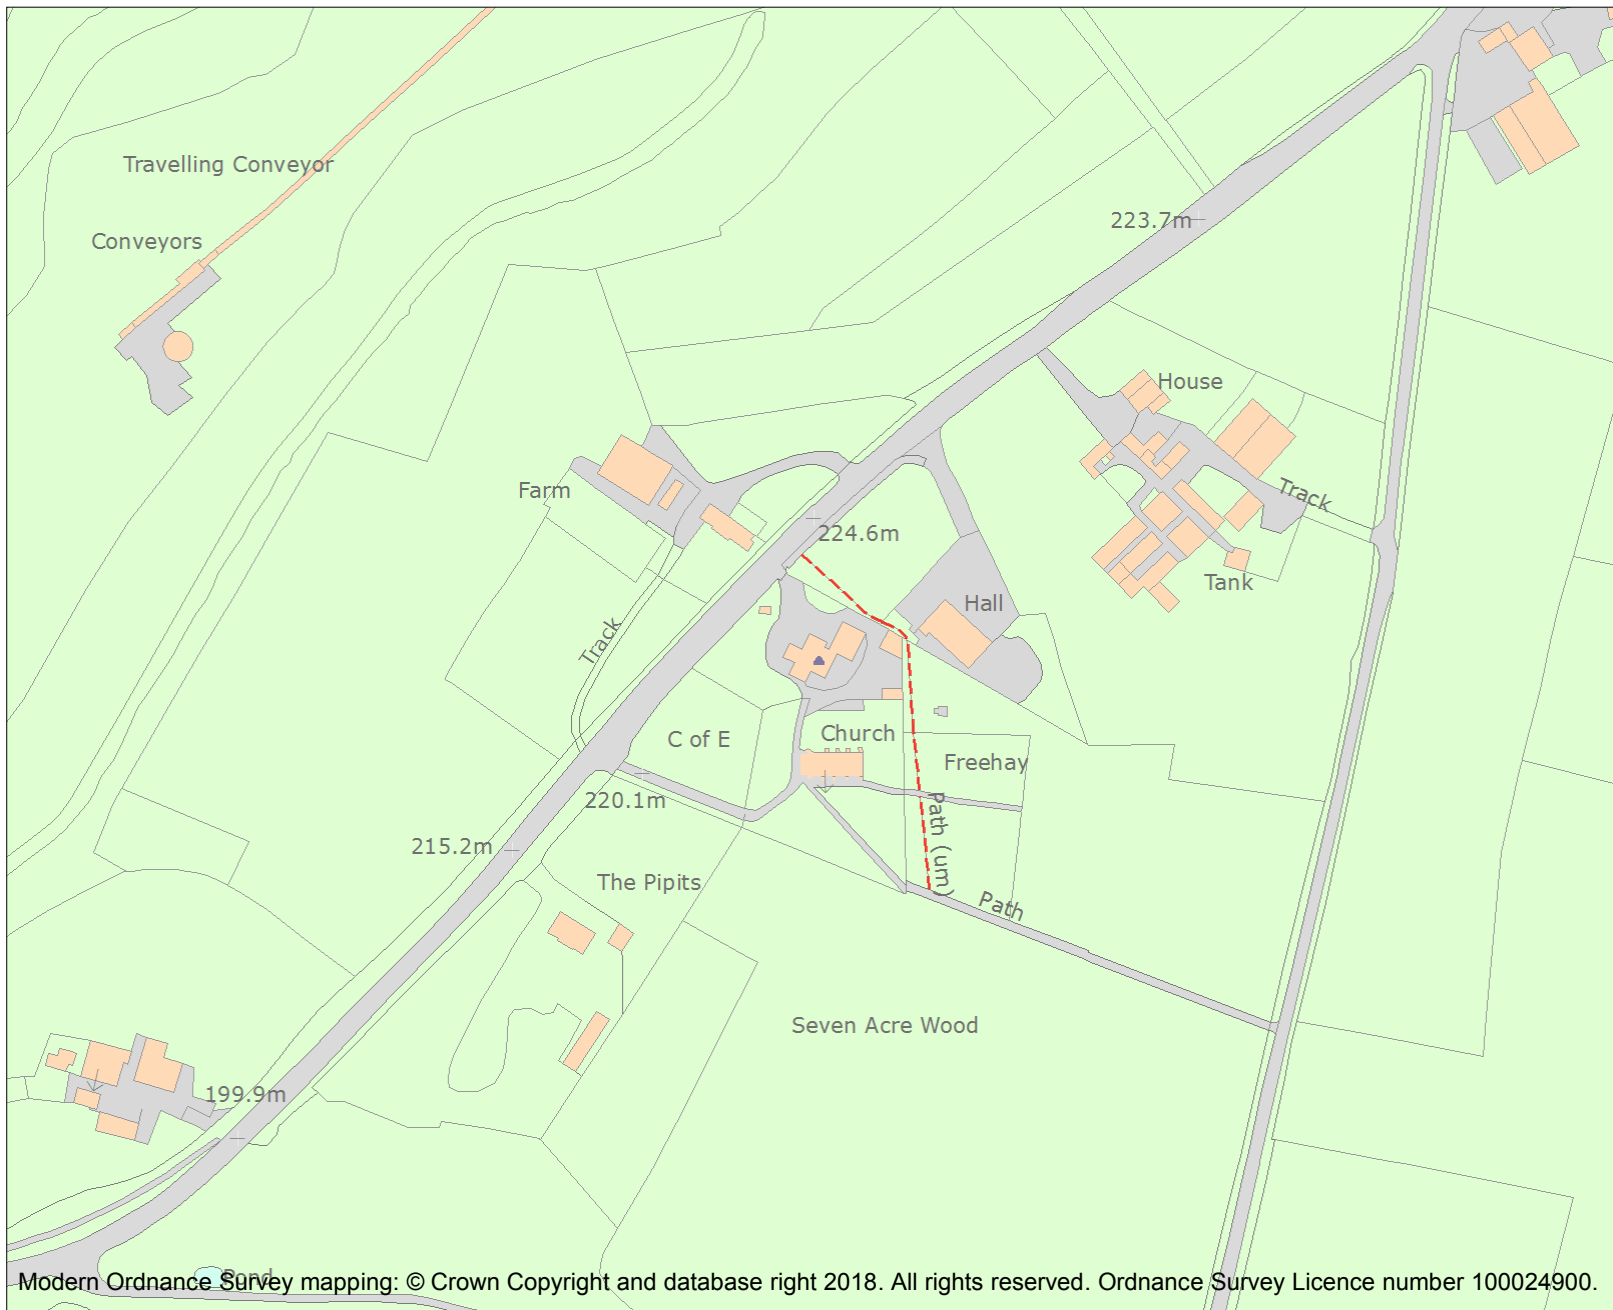 Travelling Conveyor
223.7m
Conveyors
House
Farm
Track
224.6m
Tank
Hall
Track
C of E
Church
Freehay
220.1m
Path (um)
215.2m
The Pipits
Path
Seven Acre Wood
199.9m
Pond
Modern Ordnance Survey mapping: © Crown Copyright and database right 2018. All rights reserved. Ordnance Survey Licence number 100024900.